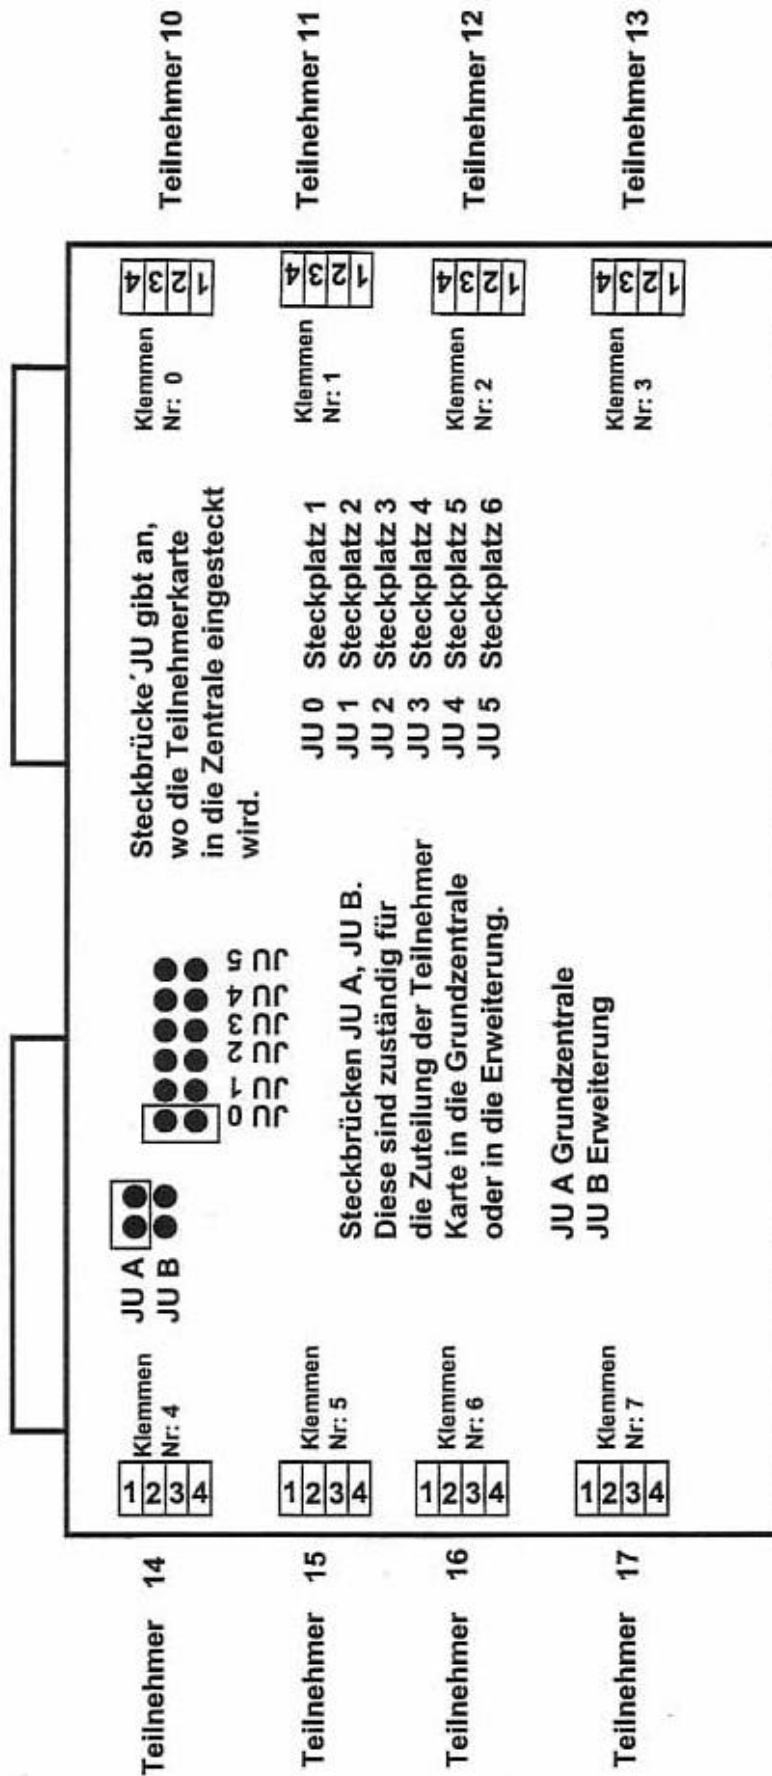 Teilnehmer 14
1 2 3 4
Klemmen
Nr: 4
Teilnehmer 15
1 2 3 4
Klemmen
Nr: 5
Teilnehmer 16
1 2 3 4
Klemmen
Nr: 6
Teilnehmer 17
1 2 3 4
Klemmen
Nr: 7
JU A
JU B
JU 0
JU 1
JU 2
JU 3
JU 4
JU 5
Steckbrücken JU A, JU B.
Diese sind zuständig für
die Zuteilung der Teilnehmer
Karte in die Grundzentrale
oder in die Erweiterung.
JU A Grundzentrale
JU B Erweiterung
Steckbrücke´JU gibt an,
wo die Teilnehmerkarte
in die Zentrale eingesteckt
wird.
JU 0 Steckplatz 1
JU 1 Steckplatz 2
JU 2 Steckplatz 3
JU 3 Steckplatz 4
JU 4 Steckplatz 5
JU 5 Steckplatz 6
Klemmen
Nr: 0
4 3 2 1
Teilnehmer 10
Klemmen
Nr: 1
4 3 2 1
Teilnehmer 11
Klemmen
Nr: 2
4 3 2 1
Teilnehmer 12
Klemmen
Nr: 3
4 3 2 1
Teilnehmer 13